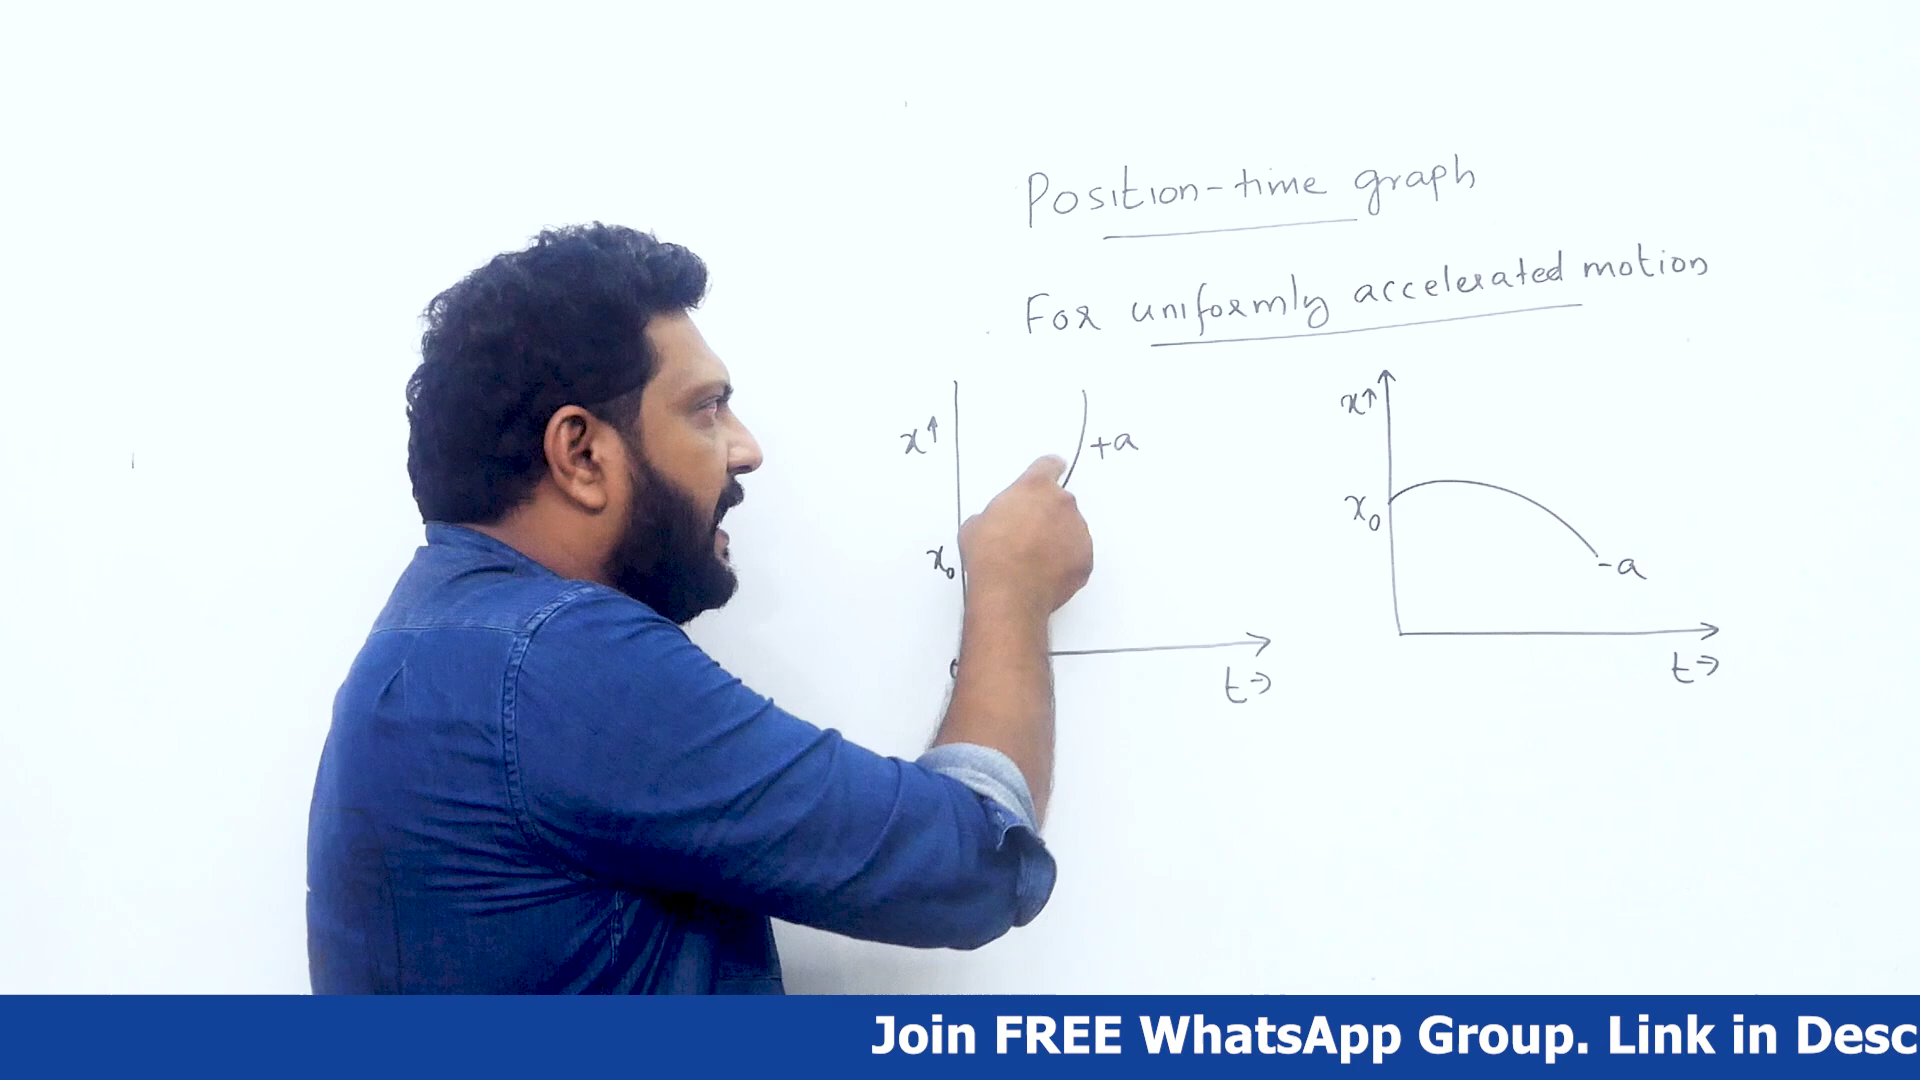 Position-time graph
For uniformly accelerated motion
x↑
+a
x₀
t→
x↑
x₀
-a
t→
Join FREE WhatsApp Group. Link in Desc